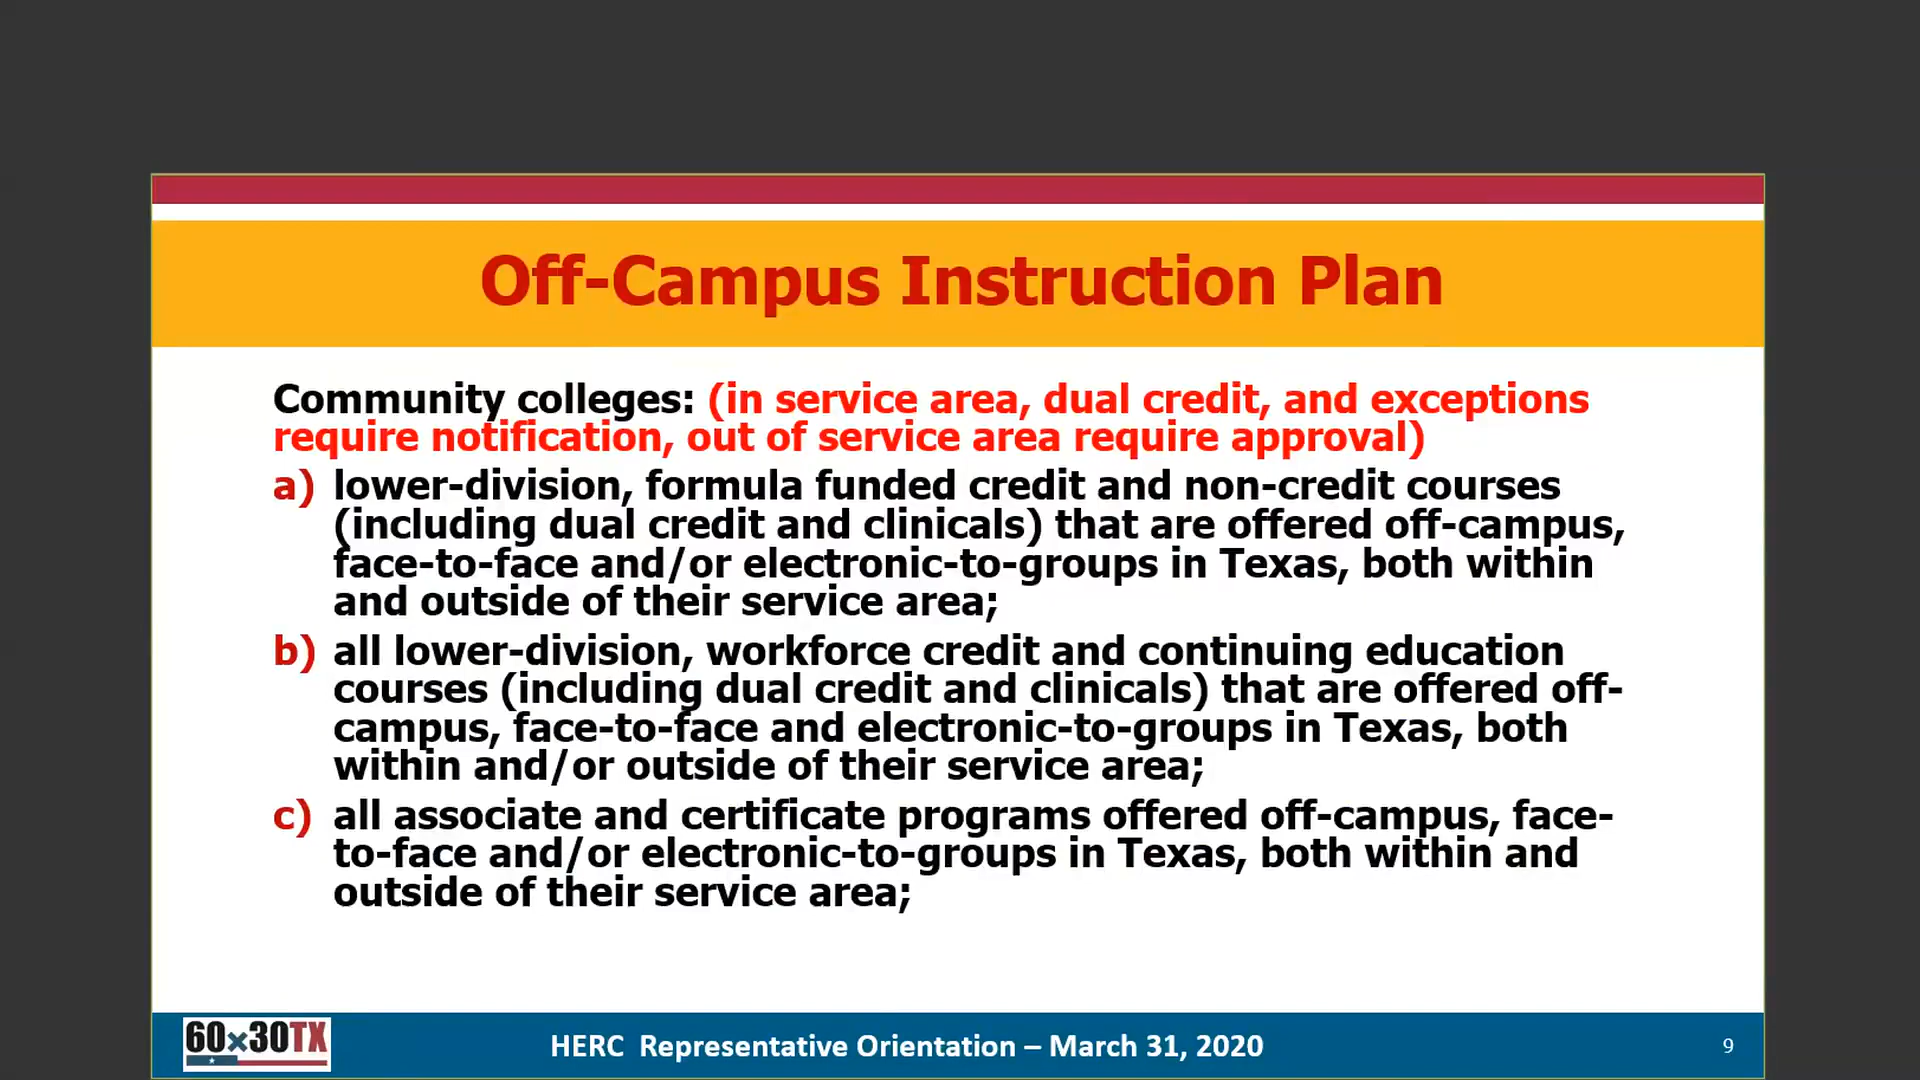 Off-Campus Instruction Plan
Community colleges: (in service area, dual credit, and exceptions
require notification, out of service area require approval)
a) lower-division, formula funded credit and non-credit courses
(including dual credit and clinicals) that are offered off-campus,
face-to-face and/or electronic-to-groups in Texas, both within
and outside of their service area;
b) all lower-division, workforce credit and continuing education
courses (including dual credit and clinicals) that are offered off-
campus, face-to-face and electronic-to-groups in Texas, both
within and/or outside of their service area;
c) all associate and certificate programs offered off-campus, face-
to-face and/or electronic-to-groups in Texas, both within and
outside of their service area;
60x30TX
HERC Representative Orientation – March 31, 2020
9